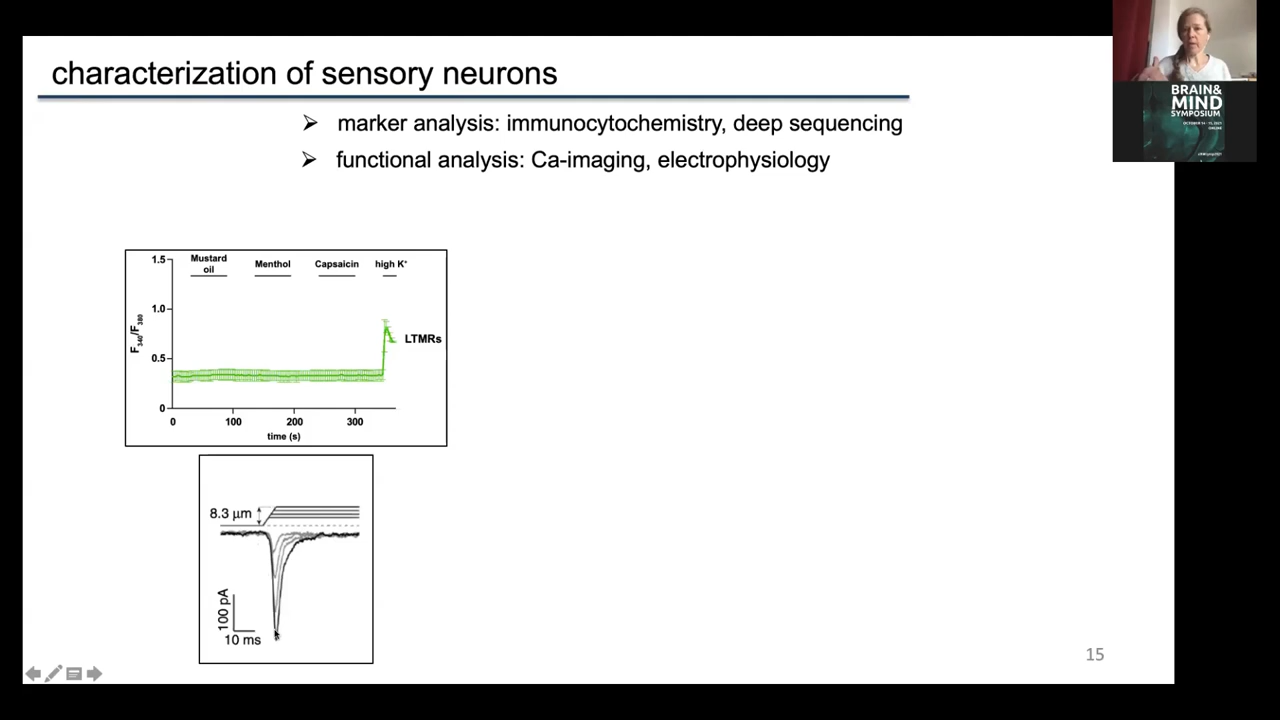 characterization of sensory neurons
➢ marker analysis: immunocytochemistry, deep sequencing
➢ functional analysis: Ca-imaging, electrophysiology
BRAIN&
MIND
SYMPOSIUM
1.5
Mustard
oil
Menthol
Capsaicin
high K⁺
1.0
F340/F380
LTMRs
0.5
0
0 100 200 300
time (s)
8.3 μm
100 pA
10 ms
15